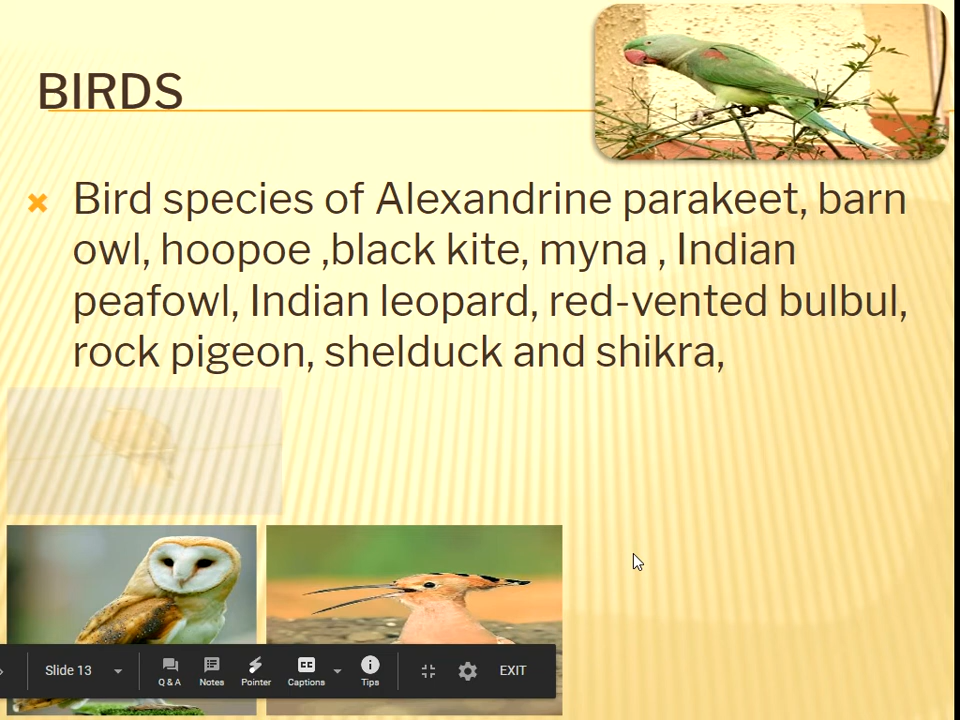 BIRDS
Bird species of Alexandrine parakeet, barn
owl, hoopoe ,black kite, myna , Indian
peafowl, Indian leopard, red-vented bulbul,
rock pigeon, shelduck and shikra,
Slide 13
Q & A
Notes
Pointer
CC
Captions
Tips
EXIT